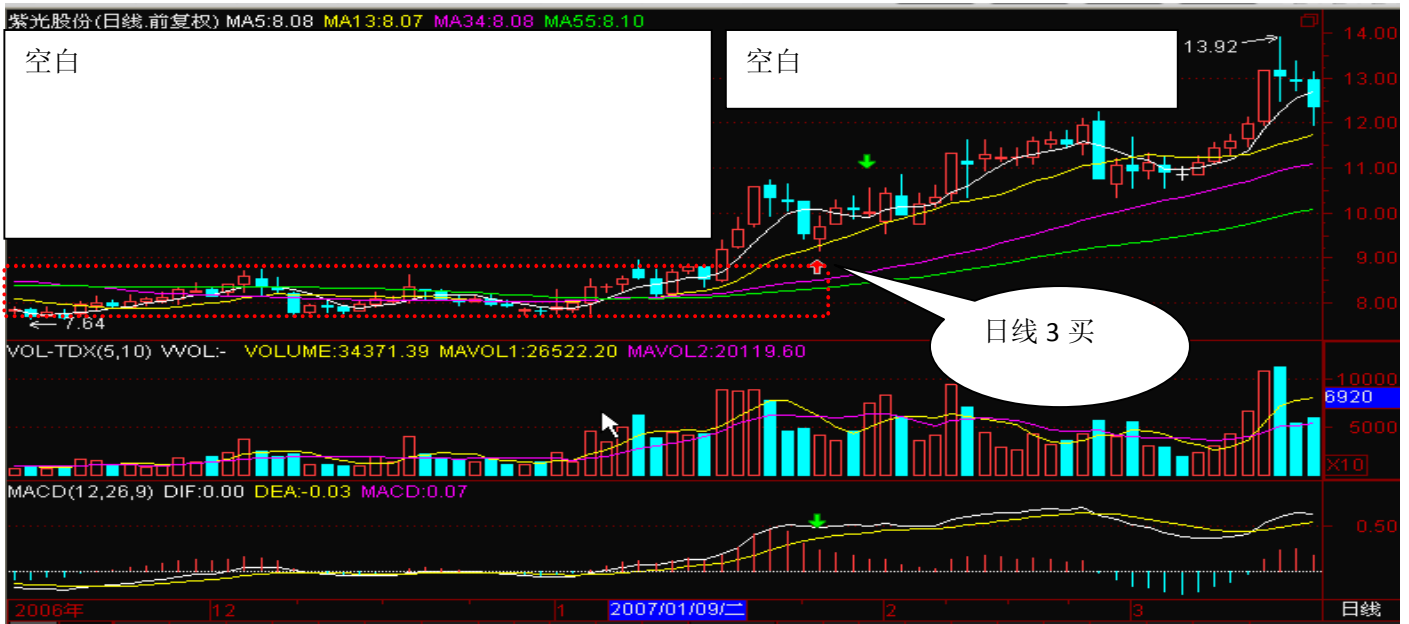 紫光股份(日线.前复权) MA5:8.08 MA13:8.07 MA34:8.08 MA55:8.10
空白
空白
13.92
14.00
13.00
12.00
11.00
10.00
9.00
8.00
7.64
日线 3 买
VOL-TDX(5,10) VVOL:- VOLUME:34371.39 MAVOL1:26522.20 MAVOL2:20119.60
10000
6920
5000
X10
MACD(12,26,9) DIF:0.00 DEA:-0.03 MACD:0.07
0.50
2006年 12 1 2007/01/09/二 2 3 日线